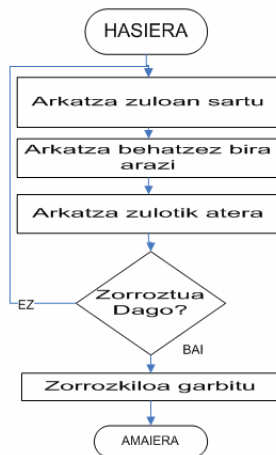 HASIERA
Arkatza zuloan sartu
Arkatza behatzez bira
arazi
Arkatza zulotik atera
Zorroztua
Dago?
EZ
BAI
Zorrozkiloa garbitu
AMAIERA